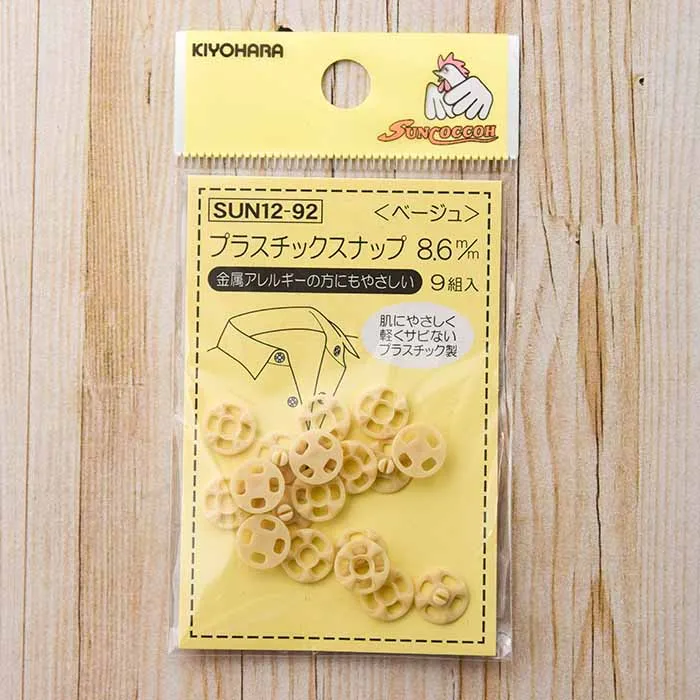 KIYOHARA
SUNCOCCOH
SUN12-92
<ベージュ>
プラスチックスナップ 8.6m/m
金属アレルギーの方にもやさしい
9組入
肌にやさしく
軽くサビない
プラスチック製